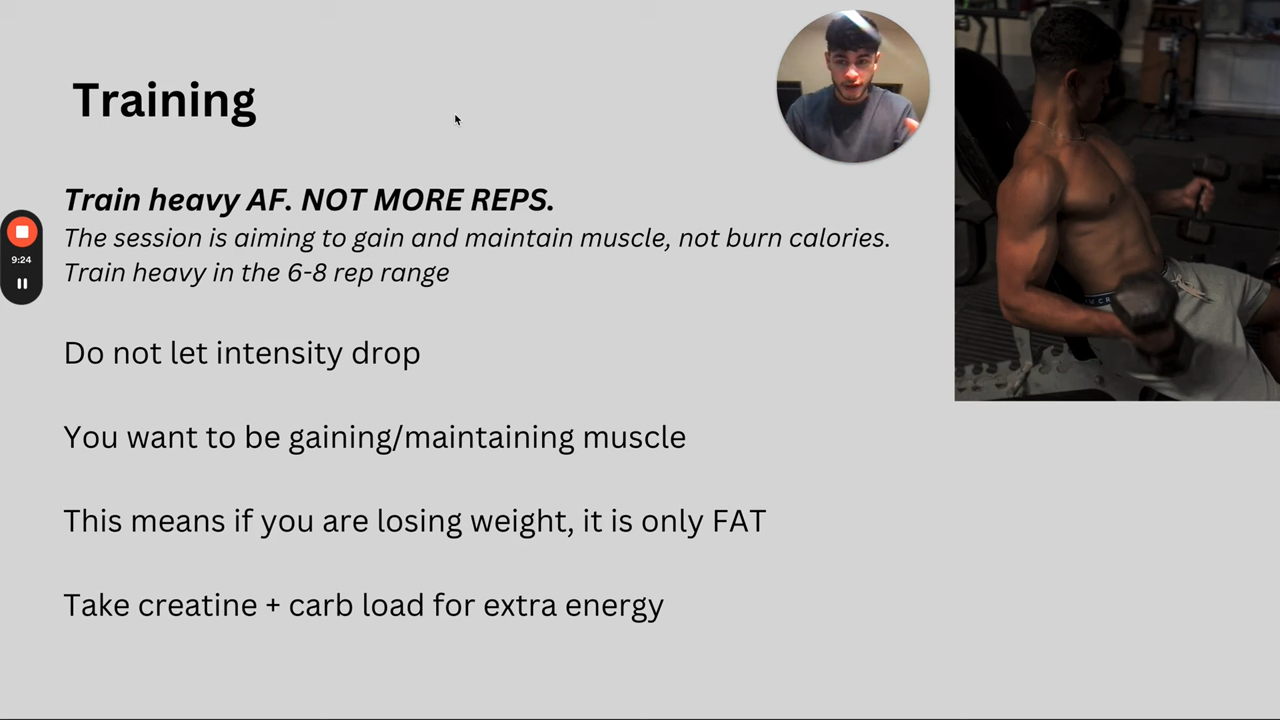 Training
Train heavy AF. NOT MORE REPS.
The session is aiming to gain and maintain muscle, not burn calories.
Train heavy in the 6-8 rep range
9:24
Do not let intensity drop
You want to be gaining/maintaining muscle
This means if you are losing weight, it is only FAT
Take creatine + carb load for extra energy